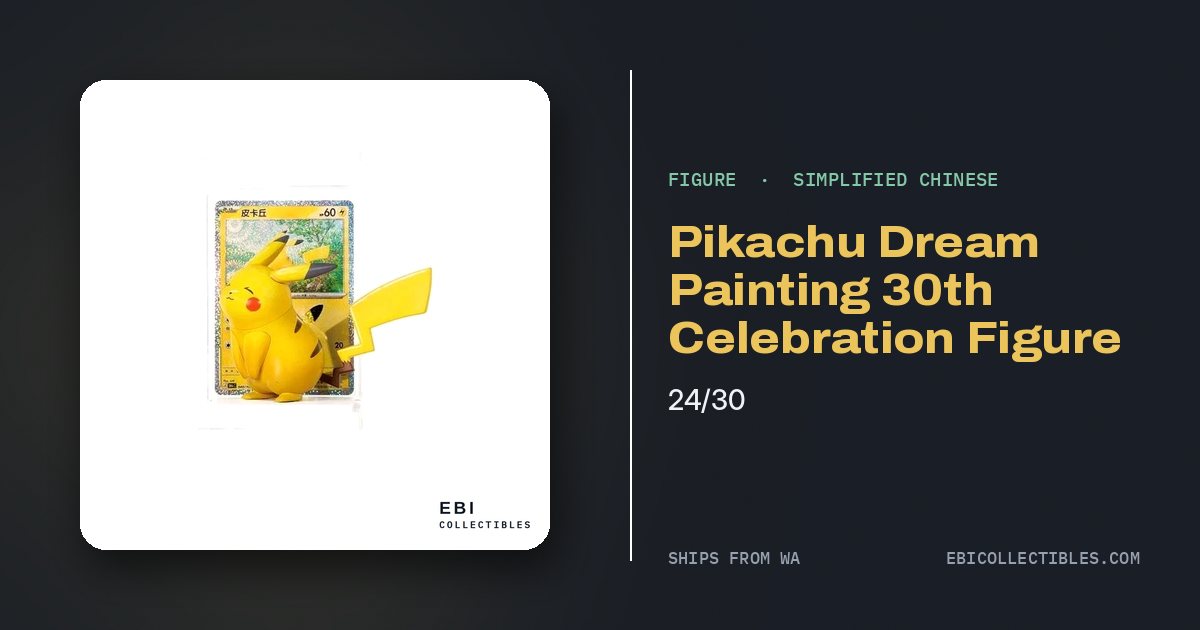 皮卡丘 60
20
EBI
COLLECTIBLES
FIGURE · SIMPLIFIED CHINESE
Pikachu Dream
Painting 30th
Celebration Figure
24/30
SHIPS FROM WA
EBICOLLECTIBLES.COM